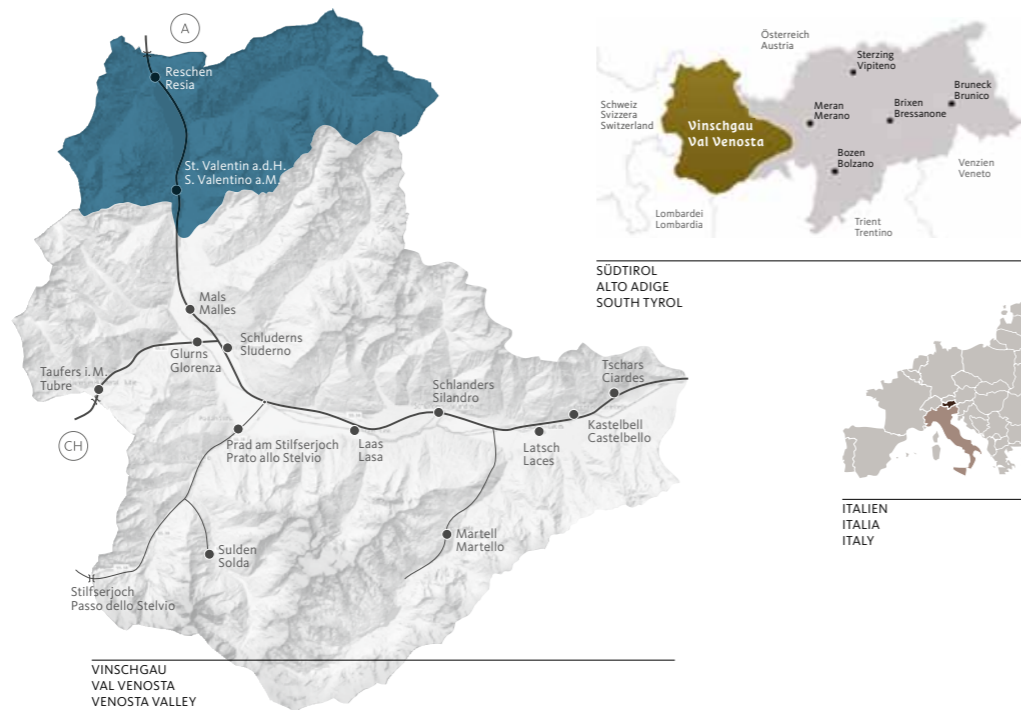 A
Reschen
Resia
St. Valentin a.d.H.
S. Valentino a.M.
Mals
Malles
Schluderns
Sluderno
Glurns
Glorenza
Taufers i.M.
Tubre
CH
Prad am Stilfserjoch
Prato allo Stelvio
Laas
Lasa
Schlanders
Silandro
Tschars
Ciardes
Kastelbell
Castelbello
Latsch
Laces
Martell
Martello
Sulden
Solda
Stilfserjoch
Passo dello Stelvio
VINSCHGAU
VAL VENOSTA
VENOSTA VALLEY
Österreich
Austria
Schweiz
Svizzera
Switzerland
Vinschgau
Val Venosta
Sterzing
Vipiteno
Meran
Merano
Brixen
Bressanone
Bruneck
Brunico
Bozen
Bolzano
Venzien
Veneto
Lombardei
Lombardia
Trient
Trentino
SÜDTIROL
ALTO ADIGE
SOUTH TYROL
ITALIEN
ITALIA
ITALY